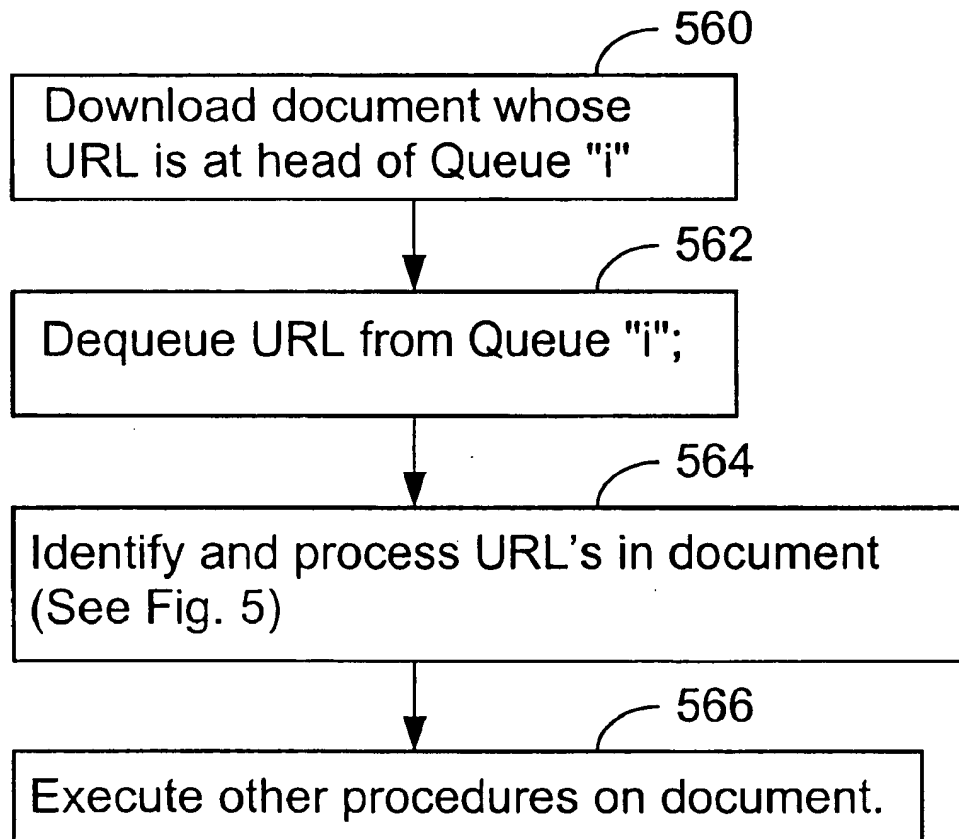 560
Download document whose
URL is at head of Queue "i"
562
Dequeue URL from Queue "i";
564
Identify and process URL's in document
(See Fig. 5)
566
Execute other procedures on document.